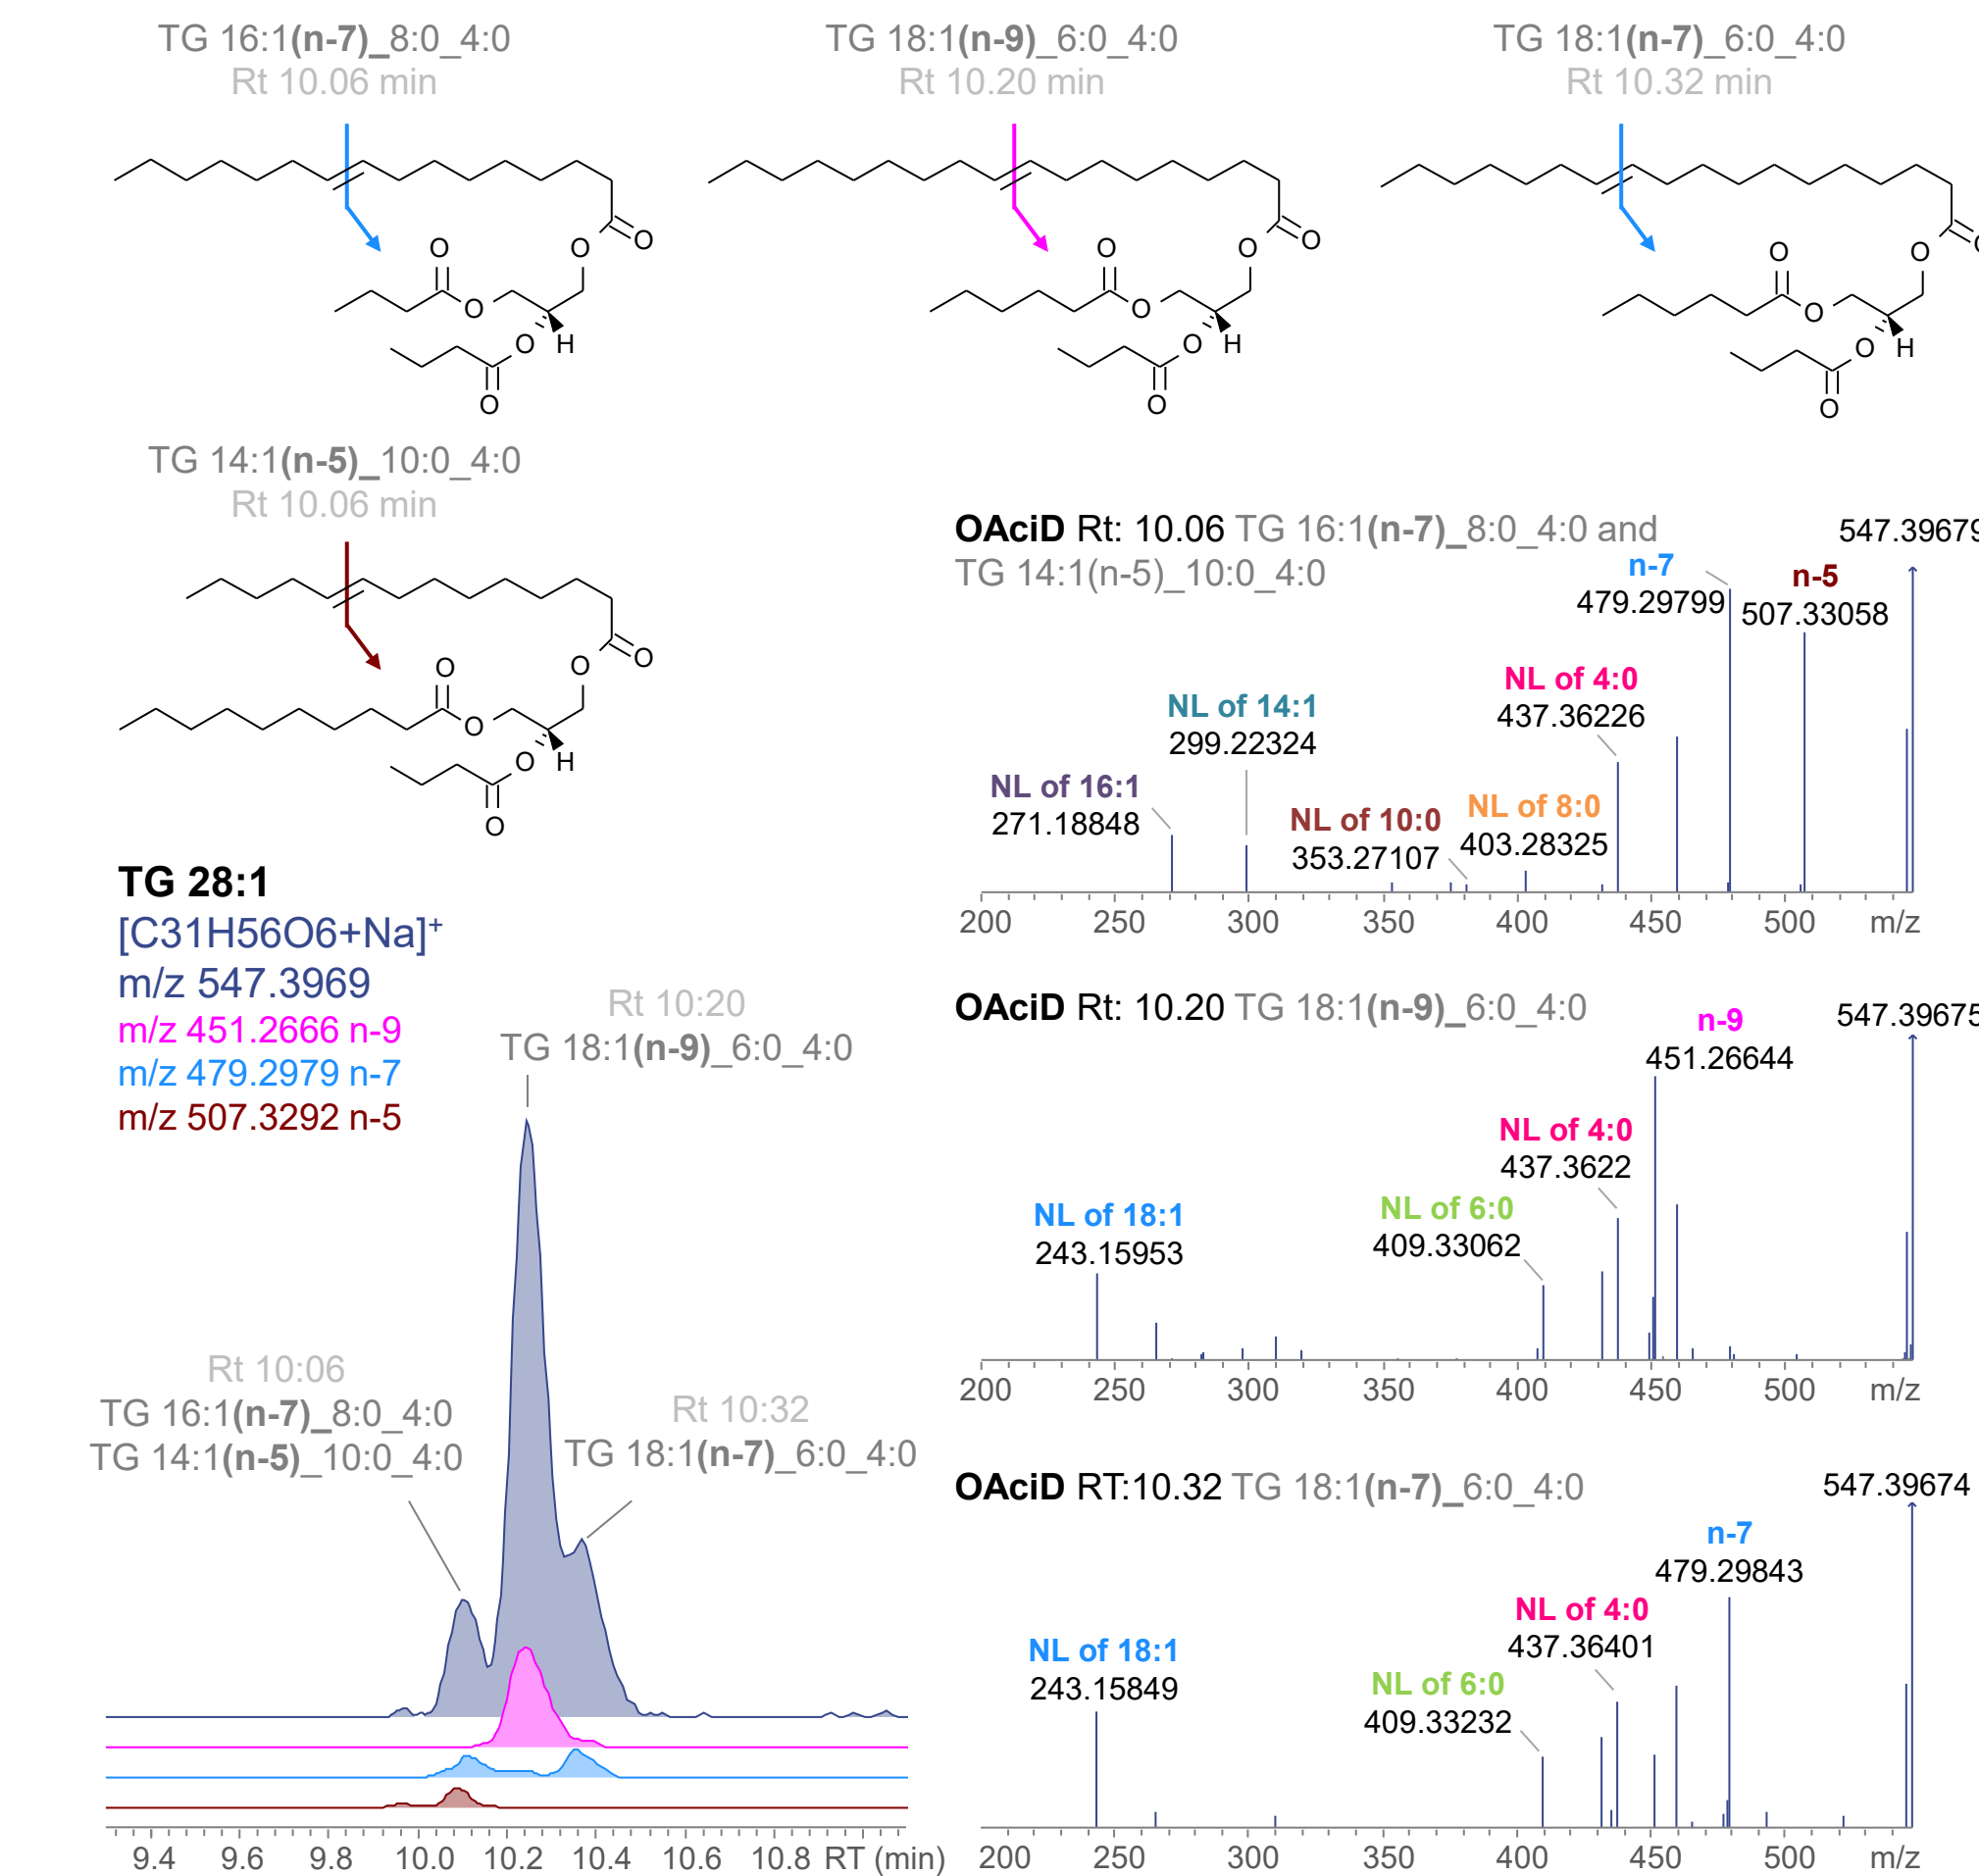 TG 16:1(n-7)_8:0_4:0
Rt 10.06 min
TG 18:1(n-9)_6:0_4:0
Rt 10.20 min
TG 18:1(n-7)_6:0_4:0
Rt 10.32 min
O
O
O
O
O
H
O
O
O
O
O
O
H
O
O
O
O
O
O
H
O
TG 14:1(n-5)_10:0_4:0
Rt 10.06 min
O
O
O
O
O
H
O
TG 28:1
[C31H56O6+Na]+
m/z 547.3969
m/z 451.2666 n-9
m/z 479.2979 n-7
m/z 507.3292 n-5
Rt 10:20
TG 18:1(n-9)_6:0_4:0
Rt 10:06
TG 16:1(n-7)_8:0_4:0
TG 14:1(n-5)_10:0_4:0
Rt 10:32
TG 18:1(n-7)_6:0_4:0
9.4 9.6 9.8 10.0 10.2 10.4 10.6 10.8 RT (min)
OAciD Rt: 10.06 TG 16:1(n-7)_8:0_4:0 and
TG 14:1(n-5)_10:0_4:0
547.39679
n-7
479.29799
n-5
507.33058
NL of 4:0
437.36226
NL of 14:1
299.22324
NL of 16:1
271.18848
NL of 10:0
353.27107
NL of 8:0
403.28325
200 250 300 350 400 450 500 m/z
OAciD Rt: 10.20 TG 18:1(n-9)_6:0_4:0
547.39675
n-9
451.26644
NL of 4:0
437.3622
NL of 6:0
409.33062
NL of 18:1
243.15953
200 250 300 350 400 450 500 m/z
OAciD RT:10.32 TG 18:1(n-7)_6:0_4:0
547.39674
n-7
479.29843
NL of 4:0
437.36401
NL of 6:0
409.33232
NL of 18:1
243.15849
200 250 300 350 400 450 500 m/z